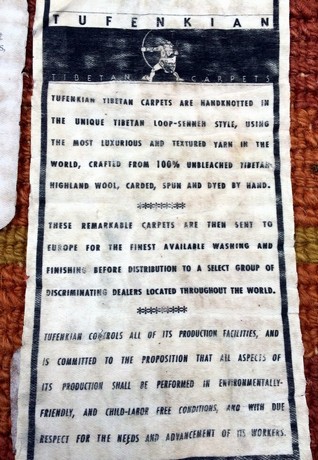 TUFENKIAN
TIBETAN CARPETS
TUFENKIAN TIBETAN CARPETS ARE HANDKNOTTED IN
THE UNIQUE TIBETAN LOOP-SENNEH STYLE, USING
THE MOST LUXURIOUS AND TEXTURED YARN IN THE
WORLD, CRAFTED FROM 100% UNBLEACHED TIBETAN
HIGHLAND WOOL, CARDED, SPUN AND DYED BY HAND.
THESE REMARKABLE CARPETS ARE THEN SENT TO
EUROPE FOR THE FINEST AVAILABLE WASHING AND
FINISHING BEFORE DISTRIBUTION TO A SELECT GROUP OF
DISCRIMINATING DEALERS LOCATED THROUGHOUT THE WORLD.
TUFENKIAN CONTROLS ALL OF ITS PRODUCTION FACILITIES, AND
IS COMMITTED TO THE PROPOSITION THAT ALL ASPECTS OF
ITS PRODUCTION SHALL BE PERFORMED IN ENVIRONMENTALLY-
FRIENDLY, AND CHILD-LABOR FREE CONDITIONS, AND WITH DUE
RESPECT FOR THE NEEDS AND ADVANCEMENT OF ITS WORKERS.